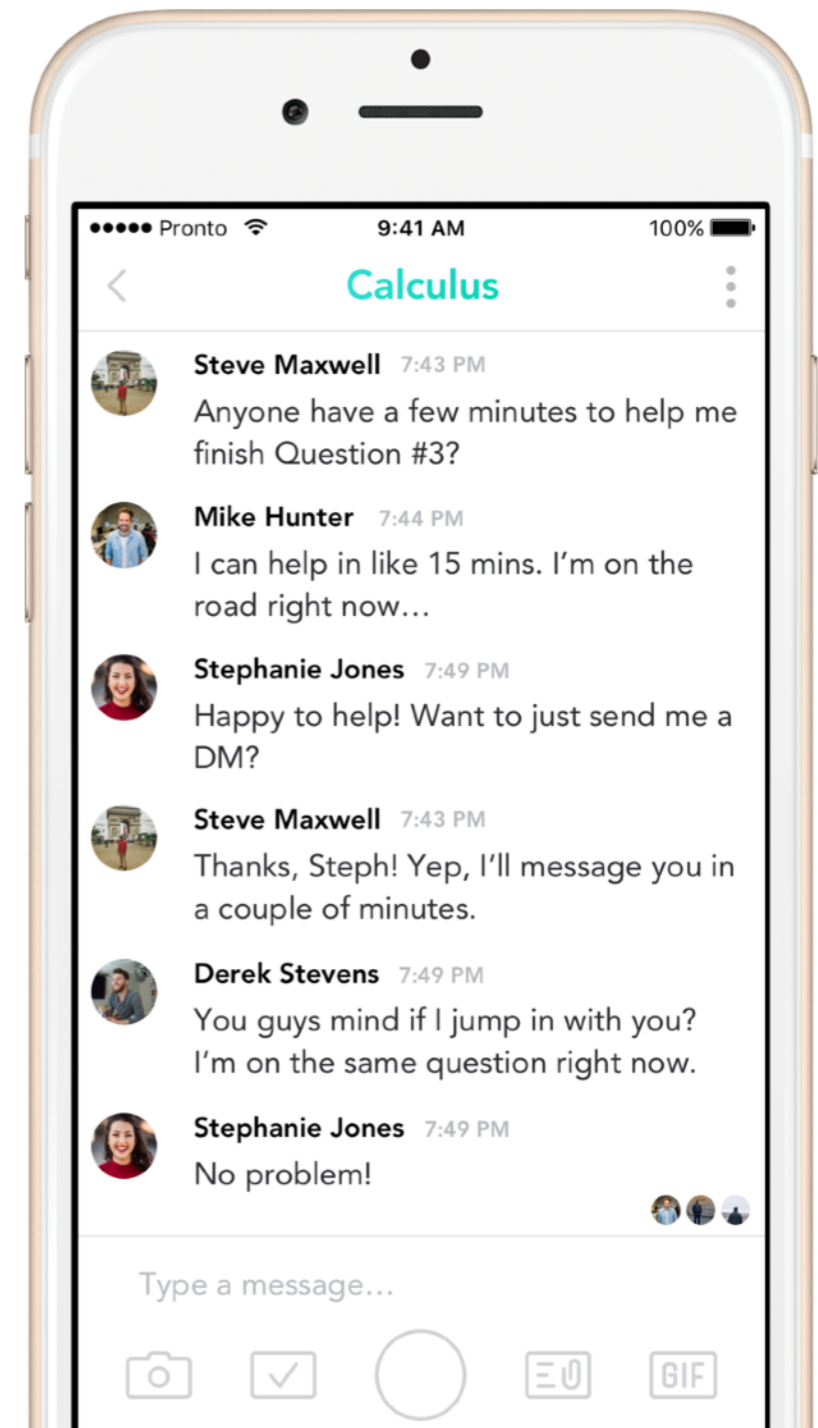 Pronto 9:41 AM 100%
Calculus
Steve Maxwell 7:43 PM
Anyone have a few minutes to help me
finish Question #3?
Mike Hunter 7:44 PM
I can help in like 15 mins. I’m on the
road right now…
Stephanie Jones 7:49 PM
Happy to help! Want to just send me a
DM?
Steve Maxwell 7:43 PM
Thanks, Steph! Yep, I’ll message you in
a couple of minutes.
Derek Stevens 7:49 PM
You guys mind if I jump in with you?
I’m on the same question right now.
Stephanie Jones 7:49 PM
No problem!
Type a message…
GIF